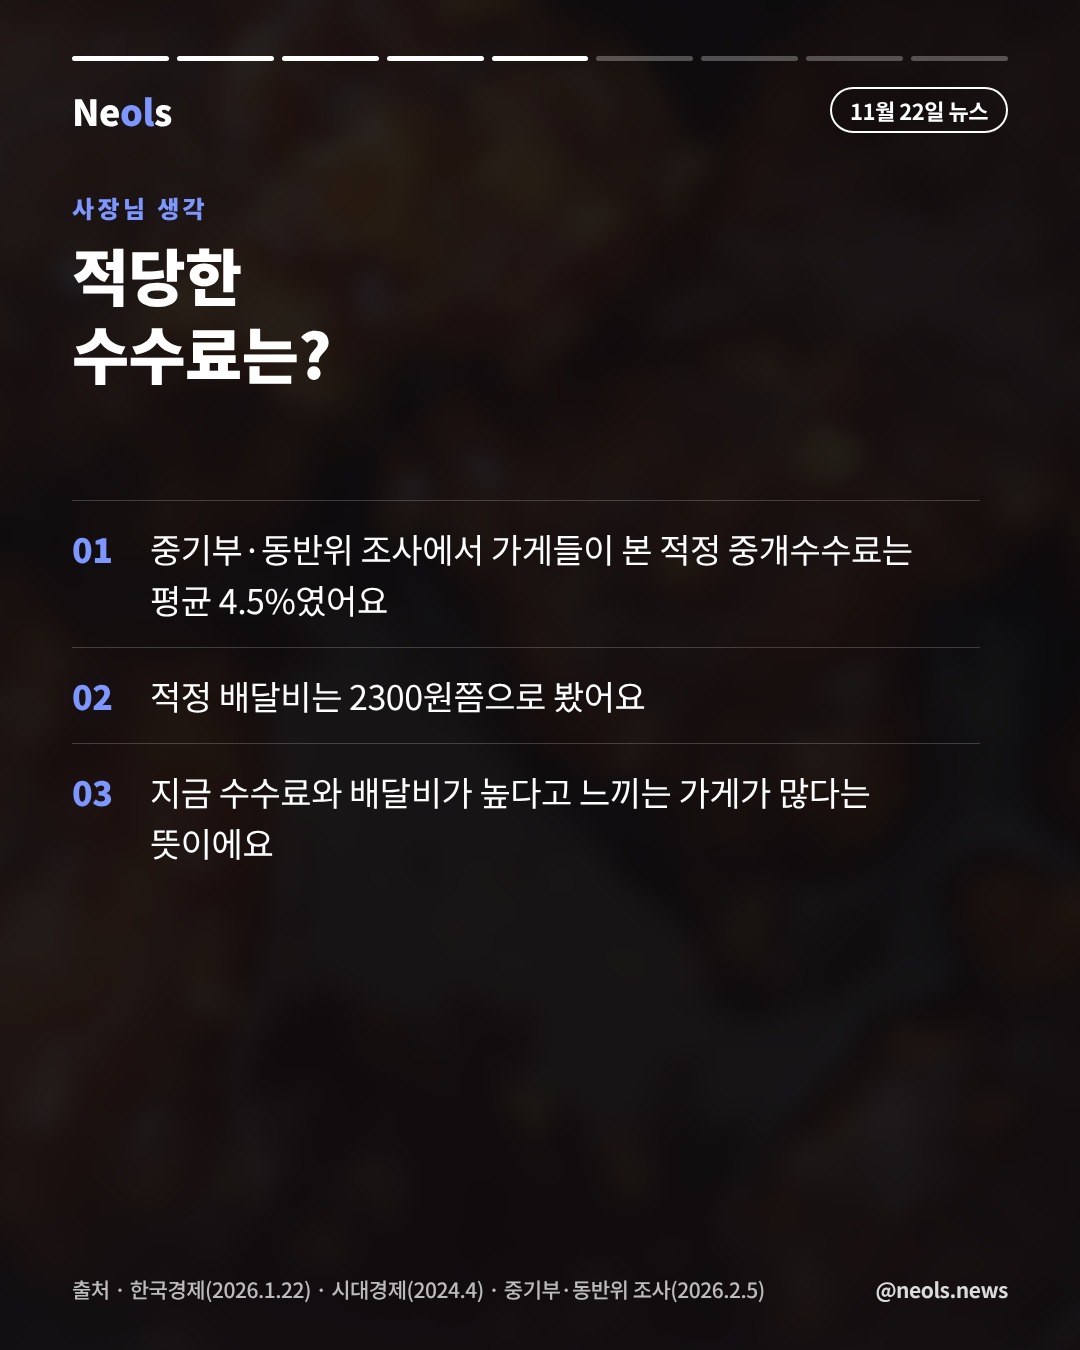 Neols
11월 22일 뉴스
사장님 생각
적당한
수수료는?
01 중기부·동반위 조사에서 가게들이 본 적정 중개수수료는
평균 4.5%였어요
02 적정 배달비는 2300원쯤으로 봤어요
03 지금 수수료와 배달비가 높다고 느끼는 가게가 많다는
뜻이에요
출처 · 한국경제(2026.1.22) · 시대경제(2024.4) · 중기부·동반위 조사(2026.2.5)
@neols.news